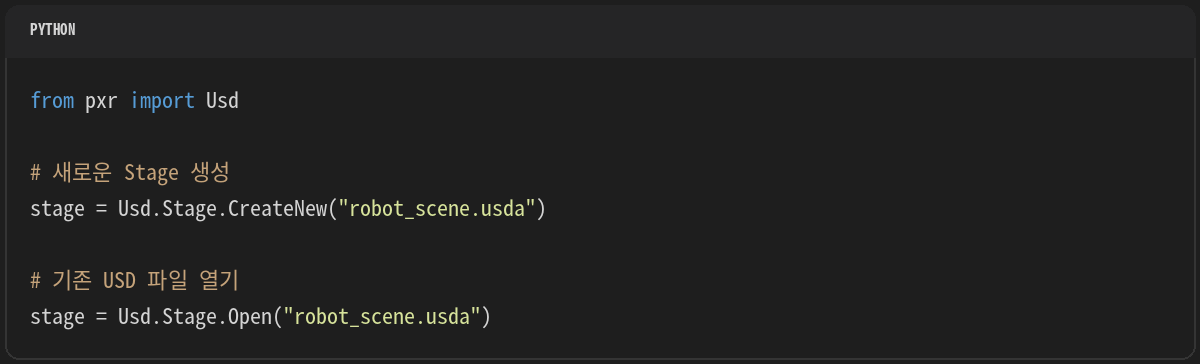 PYTHON
from pxr import Usd
# 새로운 Stage 생성
stage = Usd.Stage.CreateNew("robot_scene.usda")
# 기존 USD 파일 열기
stage = Usd.Stage.Open("robot_scene.usda")